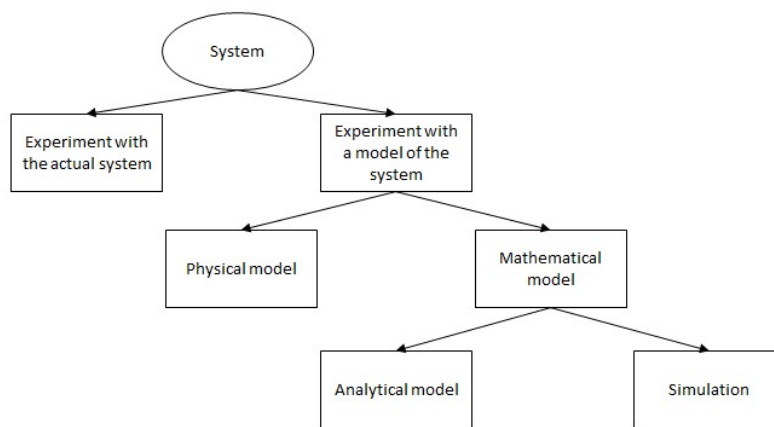 System
Experiment with
the actual system
Experiment with
a model of the
system
Physical model
Mathematical
model
Analytical model
Simulation